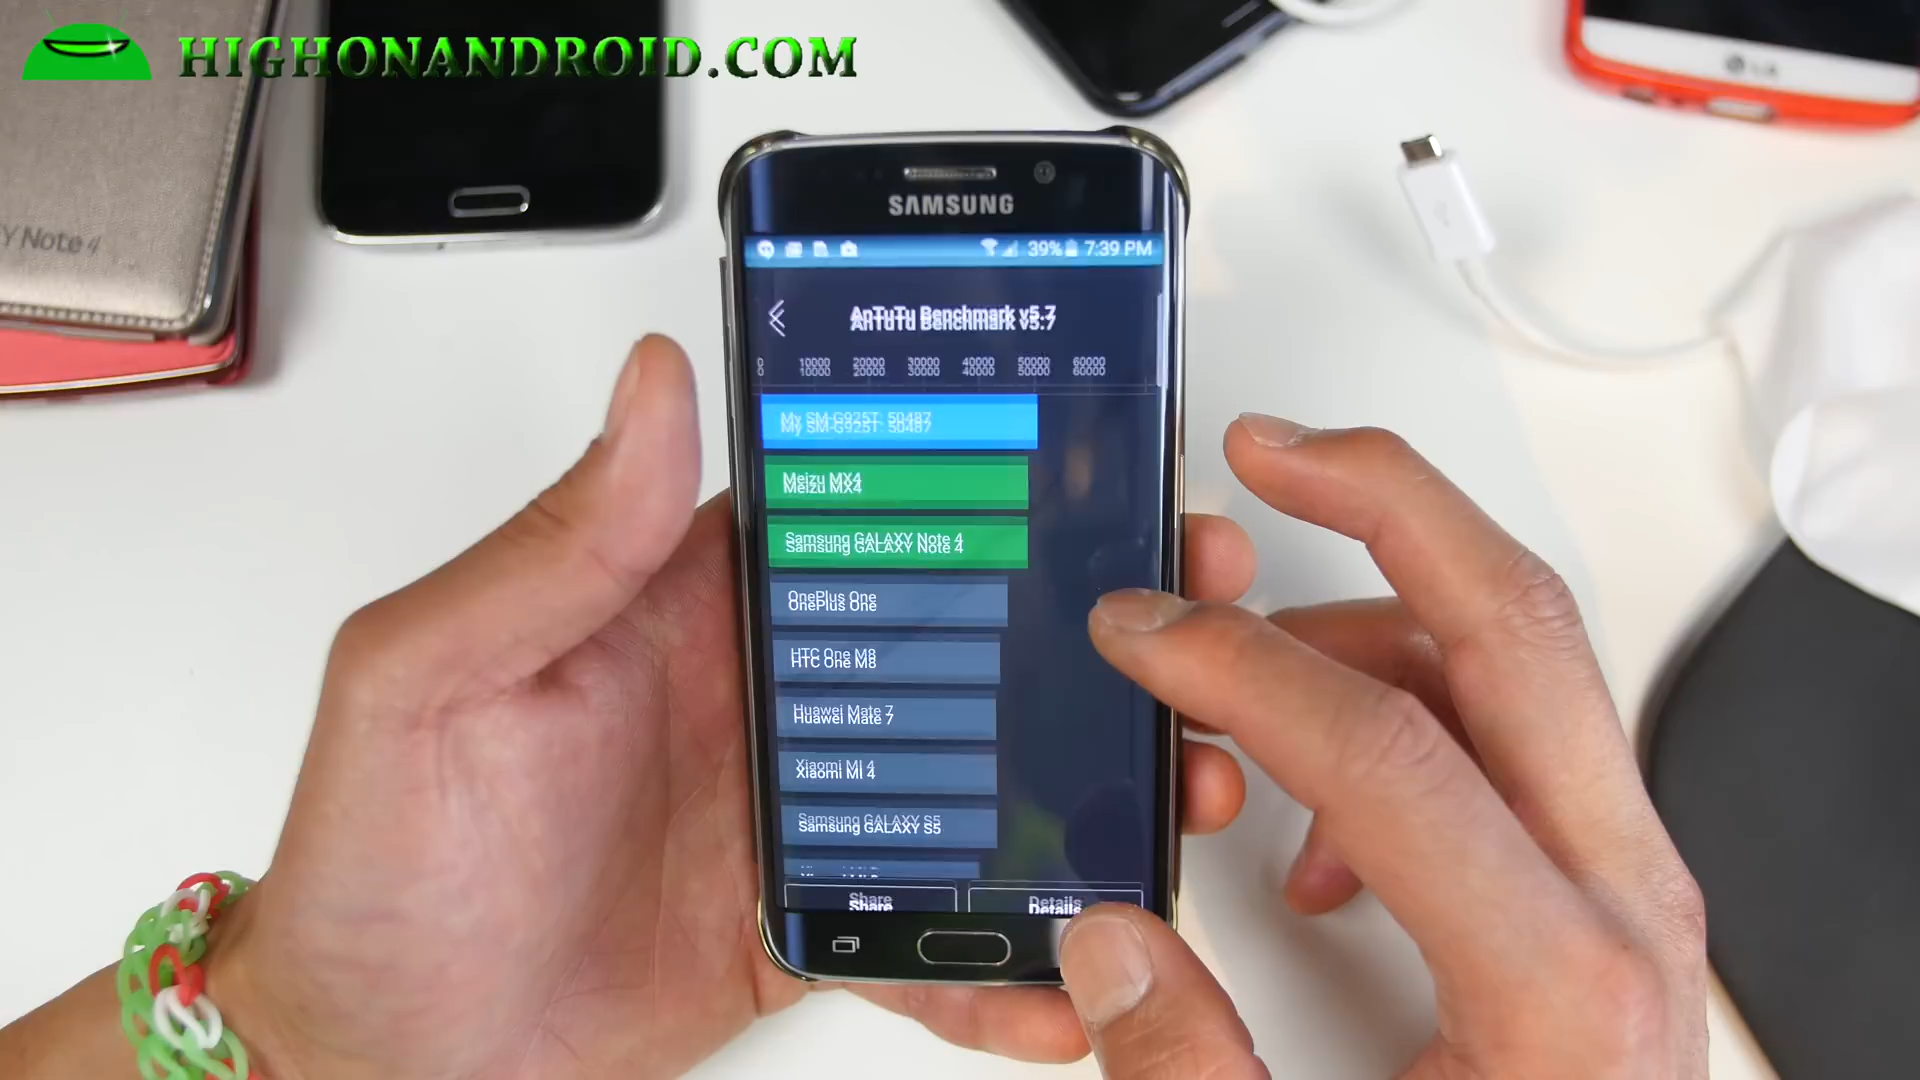 HIGHONANDROID.COM
LG
Y Note 4
SAMSUNG
39% 7:39 PM
AnTuTu Benchmark v5.7
0 10000 20000 30000 40000 50000 60000
My SM-G925T: 50487
Meizu MX4
Samsung GALAXY Note 4
OnePlus One
HTC One M8
Huawei Mate 7
Xiaomi MI 4
Samsung GALAXY S5
Share Details